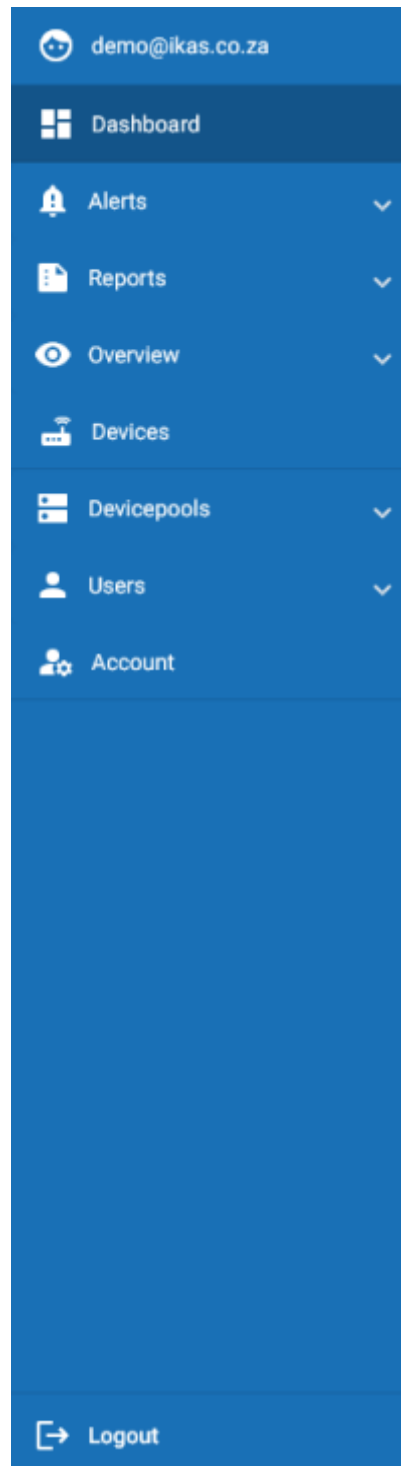 demo@ikas.co.za
Dashboard
Alerts
Reports
Overview
Devices
Devicepools
Users
Account
Logout